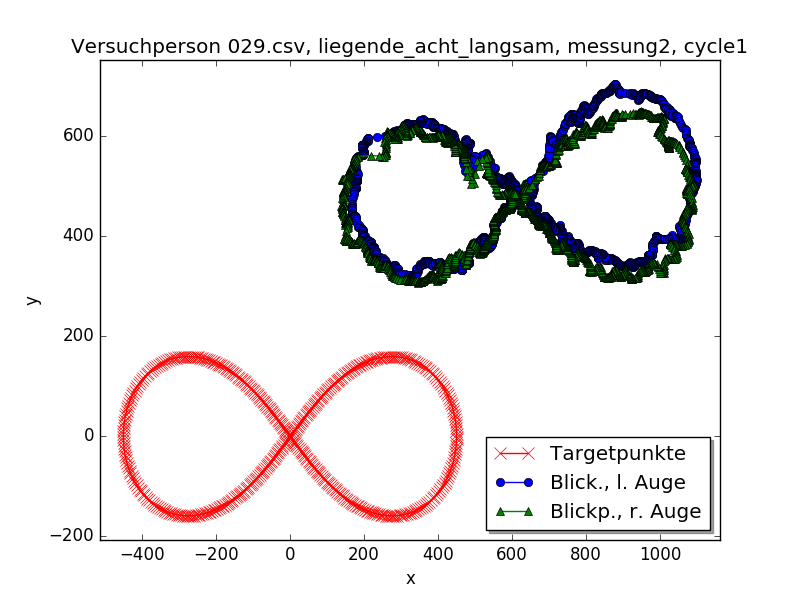 Versuchperson 029.csv, liegende_acht_langsam, messung2, cycle1
y
600
400
200
0
−200
−400
−200
0
200
400
600
800
1000
x
Targetpunkte
Blick., l. Auge
Blickp., r. Auge